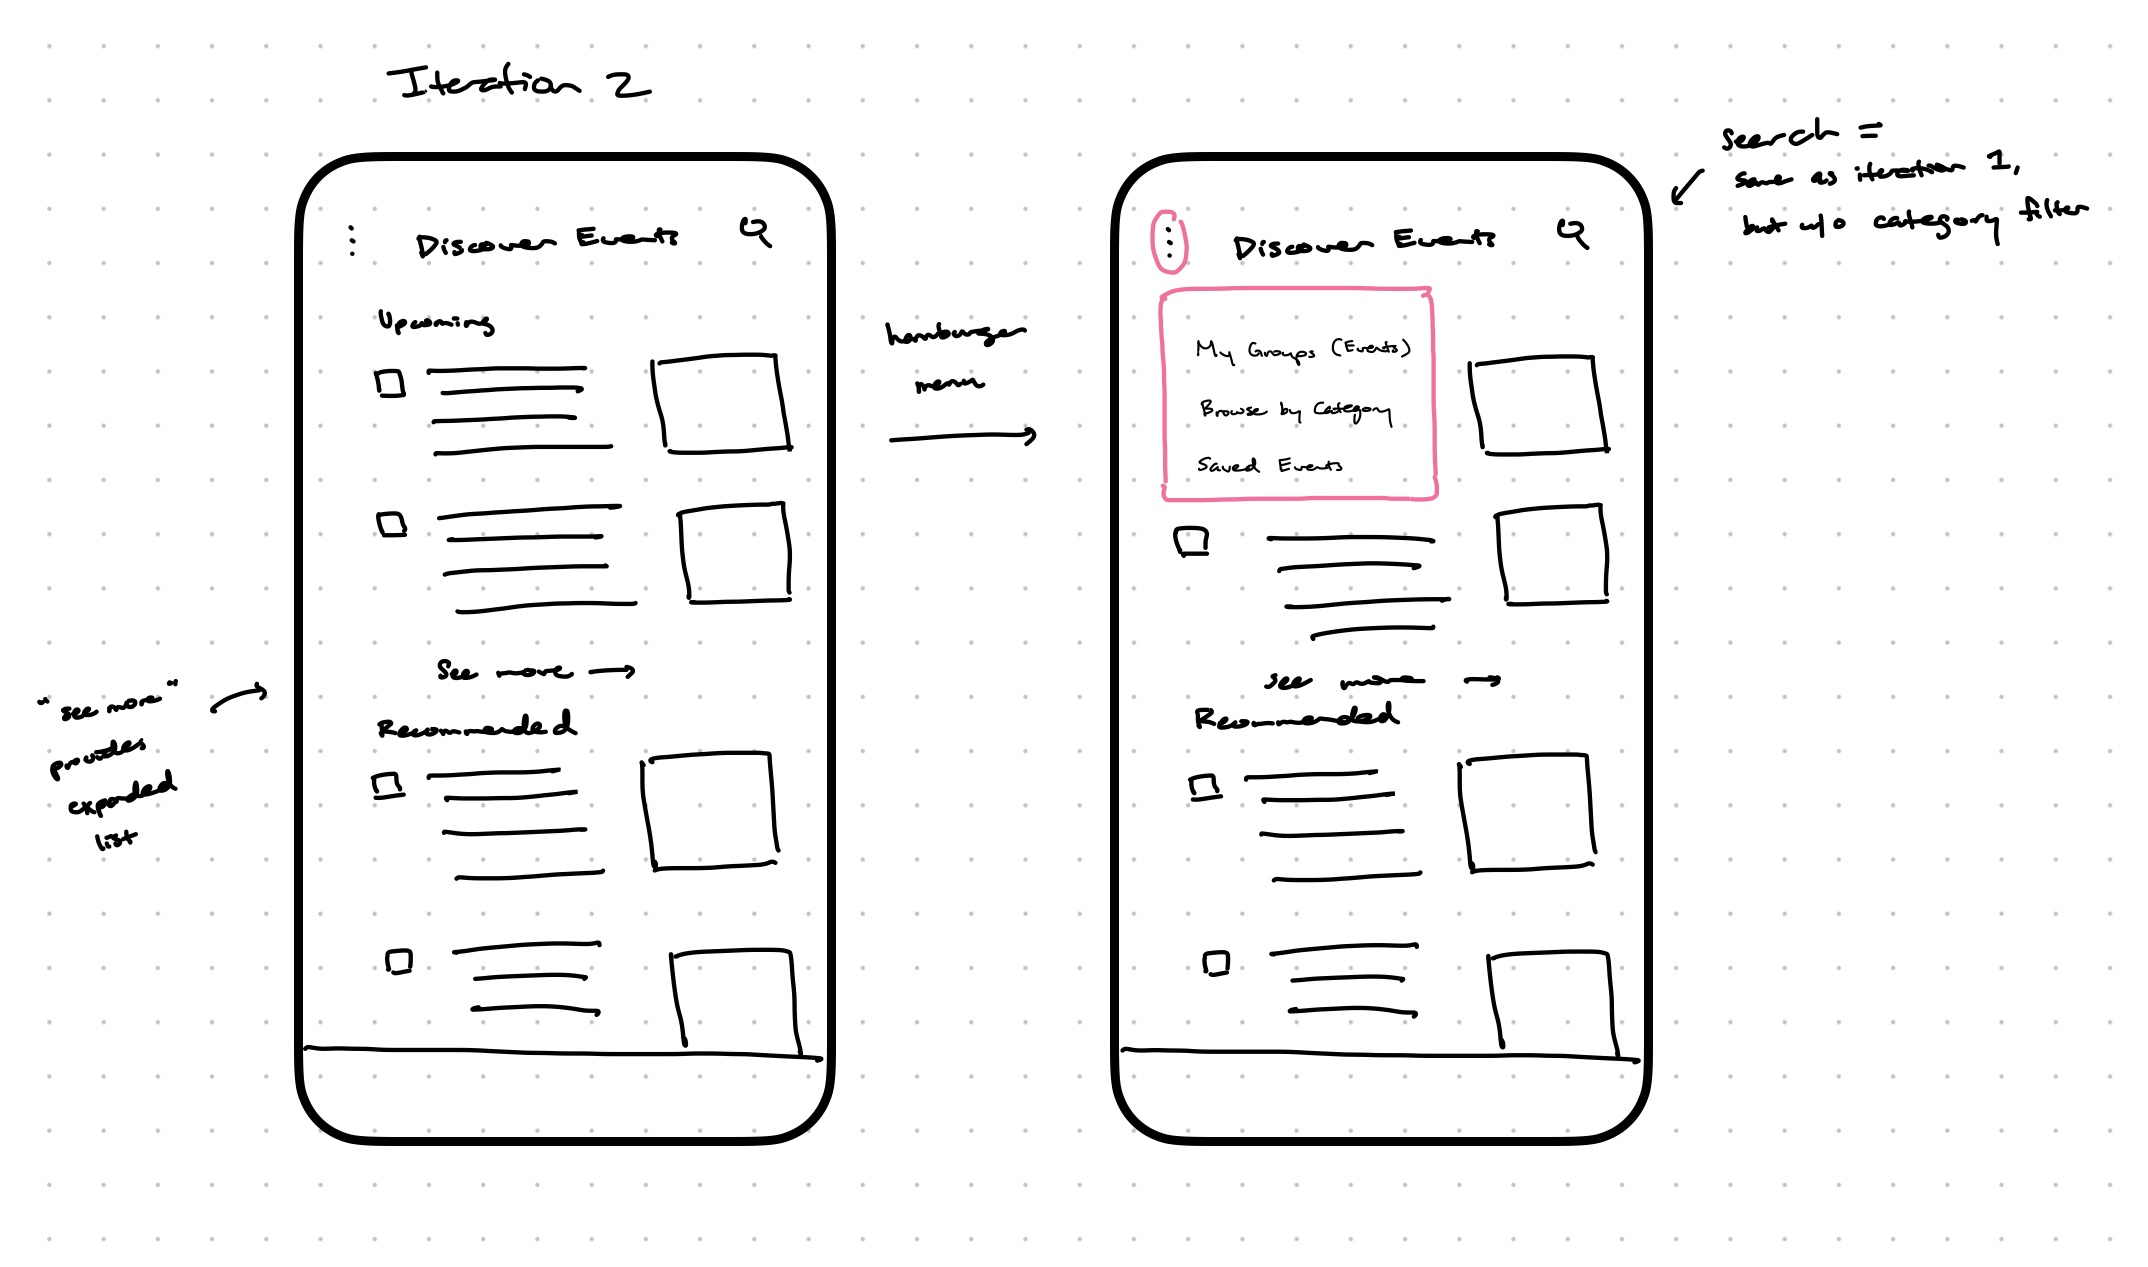 Iteration 2
Discover Events
Upcoming
See more →
Recommended
"see more"
provides
expanded
list
hamburger
menu
Discover Events
My Groups (Events)
Browse by Category
Saved Events
see more →
Recommended
search =
same as iteration 1,
but w/o category filter